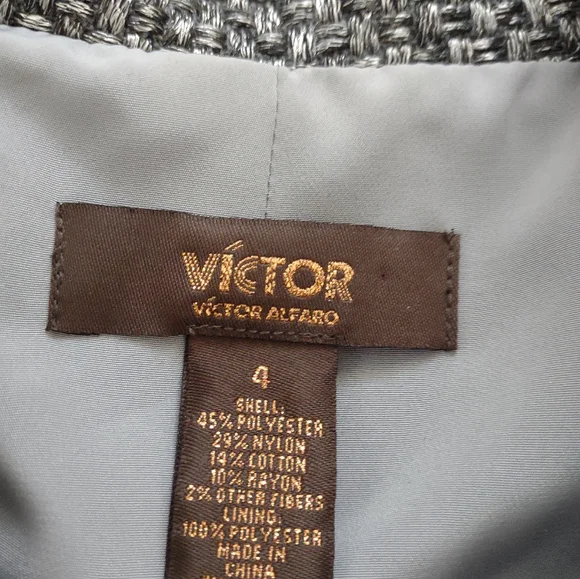 VÍCTOR
VÍCTOR ALFARO
4
SHELL:
45% POLYESTER
29% NYLON
14% COTTON
10% RAYON
2% OTHER FIBERS
LINING:
100% POLYESTER
MADE IN
CHINA